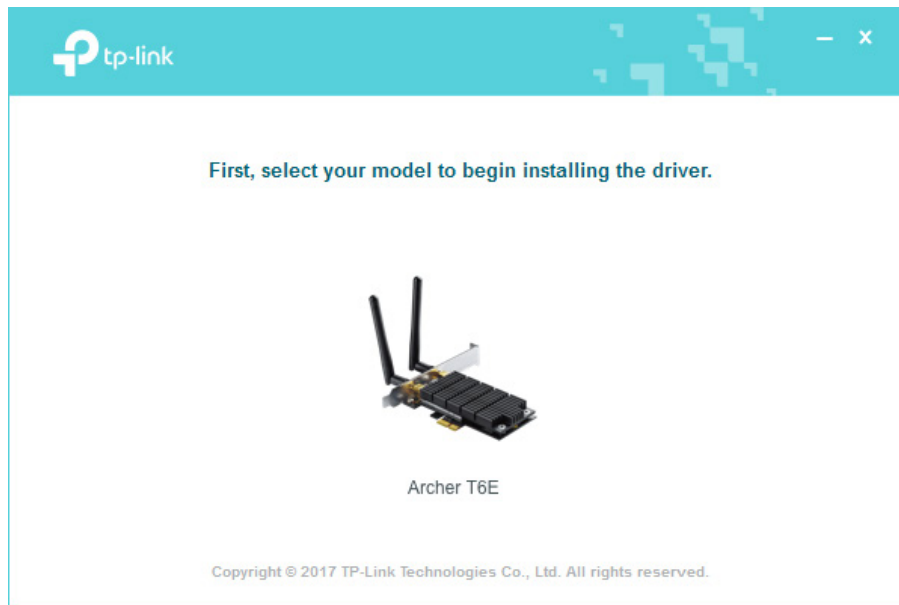 tp-link
First, select your model to begin installing the driver.
Archer T6E
Copyright © 2017 TP-Link Technologies Co., Ltd. All rights reserved.